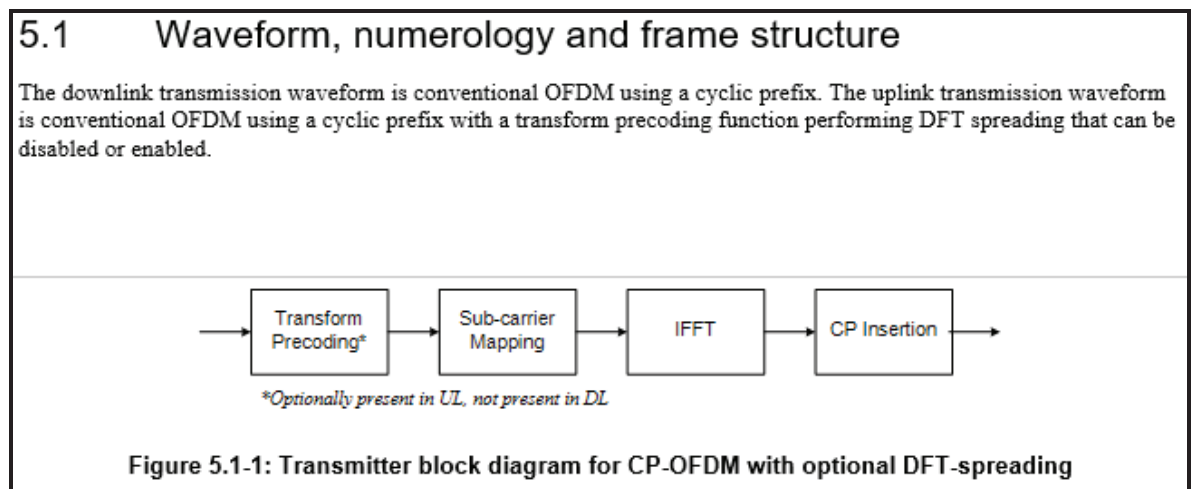 5.1 Waveform, numerology and frame structure
The downlink transmission waveform is conventional OFDM using a cyclic prefix. The uplink transmission waveform
is conventional OFDM using a cyclic prefix with a transform precoding function performing DFT spreading that can be
disabled or enabled.
Transform
Precoding*
Sub-carrier
Mapping
IFFT
CP Insertion
*Optionally present in UL, not present in DL
Figure 5.1-1: Transmitter block diagram for CP-OFDM with optional DFT-spreading